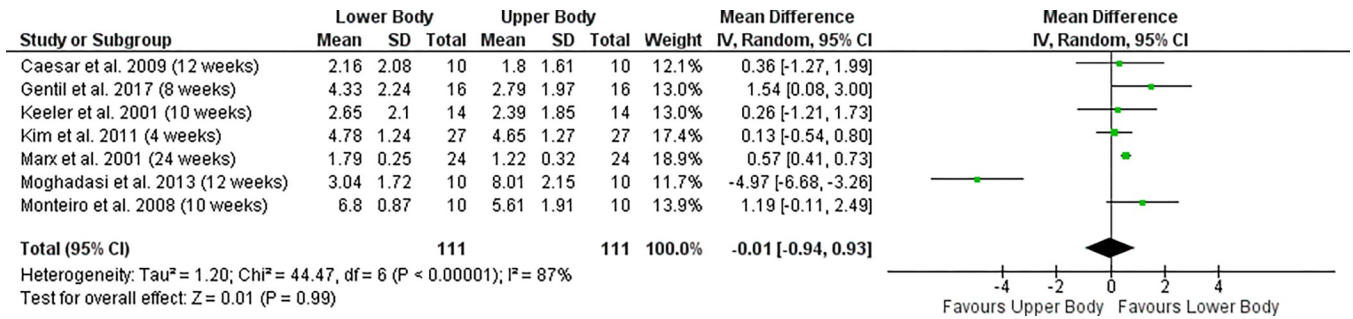 Lower Body Upper Body Mean Difference Mean Difference
Study or Subgroup Mean SD Total Mean SD Total Weight IV, Random, 95% CI IV, Random, 95% CI
Caesar et al. 2009 (12 weeks) 2.16 2.08 10 1.8 1.61 10 12.1% 0.36 [-1.27, 1.99]
Gentil et al. 2017 (8 weeks) 4.33 2.24 16 2.79 1.97 16 13.0% 1.54 [0.08, 3.00]
Keeler et al. 2001 (10 weeks) 2.65 2.1 14 2.39 1.85 14 13.0% 0.26 [-1.21, 1.73]
Kim et al. 2011 (4 weeks) 4.78 1.24 27 4.65 1.27 27 17.4% 0.13 [-0.54, 0.80]
Marx et al. 2001 (24 weeks) 1.79 0.25 24 1.22 0.32 24 18.9% 0.57 [0.41, 0.73]
Moghadasi et al. 2013 (12 weeks) 3.04 1.72 10 8.01 2.15 10 11.7% -4.97 [-6.68, -3.26]
Monteiro et al. 2008 (10 weeks) 6.8 0.87 10 5.61 1.91 10 13.9% 1.19 [-0.11, 2.49]
Total (95% CI) 111 111 100.0% -0.01 [-0.94, 0.93]
Heterogeneity: Tau² = 1.20; Chi² = 44.47, df = 6 (P < 0.00001); I² = 87%
Test for overall effect: Z = 0.01 (P = 0.99)
-4 -2 0 2 4
Favours Upper Body Favours Lower Body